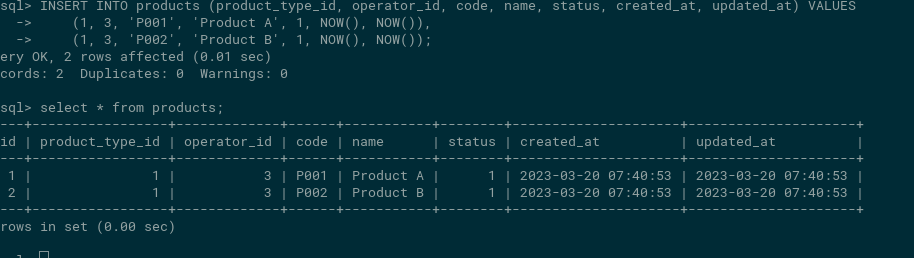 sql> INSERT INTO products (product_type_id, operator_id, code, name, status, created_at, updated_at) VALUES
  ->     (1, 3, 'P001', 'Product A', 1, NOW(), NOW()),
  ->     (1, 3, 'P002', 'Product B', 1, NOW(), NOW());
ery OK, 2 rows affected (0.01 sec)
cords: 2  Duplicates: 0  Warnings: 0
sql> select * from products;
---+-----------------+-------------+------+-----------+--------+---------------------+---------------------+
id | product_type_id | operator_id | code | name      | status | created_at          | updated_at          |
---+-----------------+-------------+------+-----------+--------+---------------------+---------------------+
 1 |               1 |           3 | P001 | Product A |      1 | 2023-03-20 07:40:53 | 2023-03-20 07:40:53 |
 2 |               1 |           3 | P002 | Product B |      1 | 2023-03-20 07:40:53 | 2023-03-20 07:40:53 |
---+-----------------+-------------+------+-----------+--------+---------------------+---------------------+
rows in set (0.00 sec)